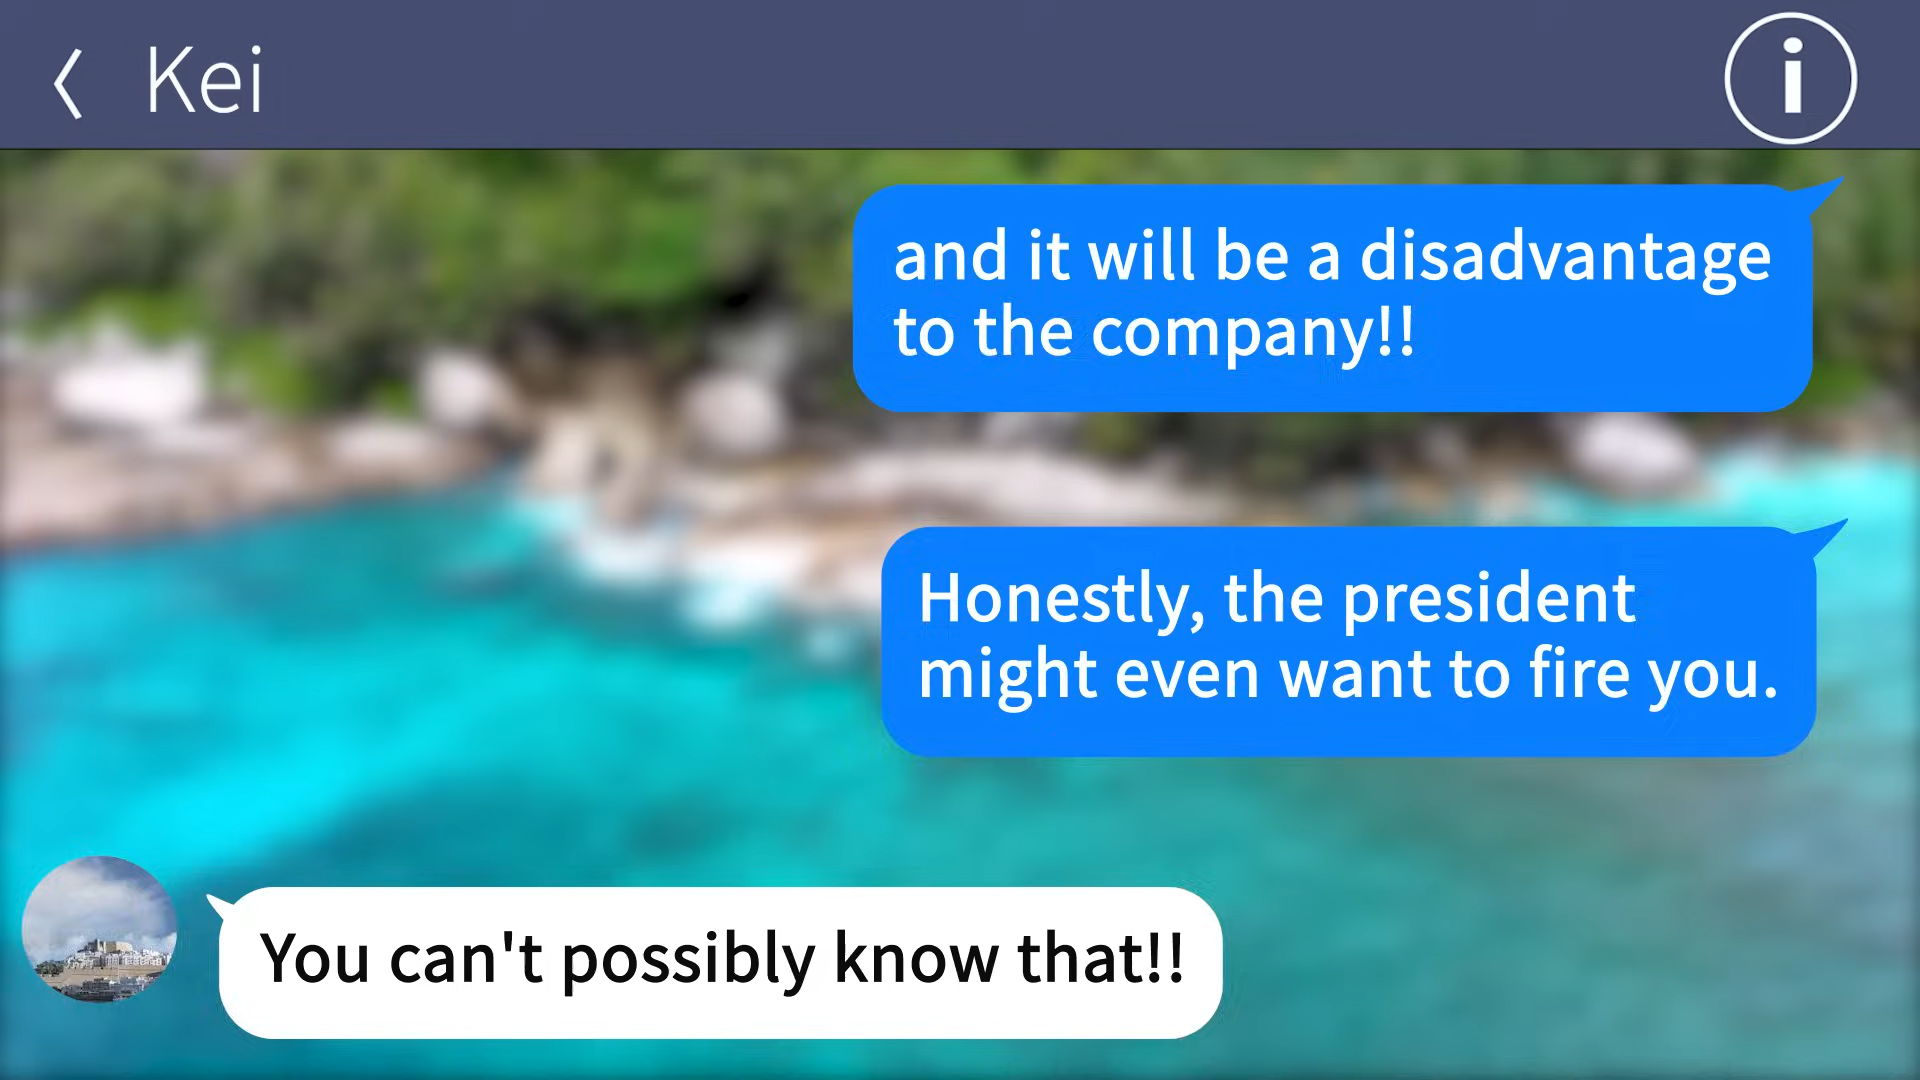 Kei
and it will be a disadvantage
to the company!!
Honestly, the president
might even want to fire you.
You can't possibly know that!!